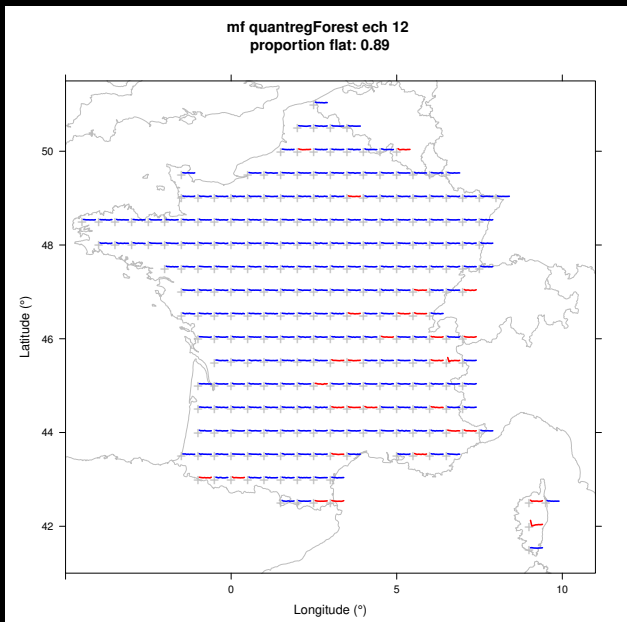 mf quantregForest ech 12
proportion flat: 0.89
50
48
46
44
42
Latitude (°)
0
5
10
Longitude (°)